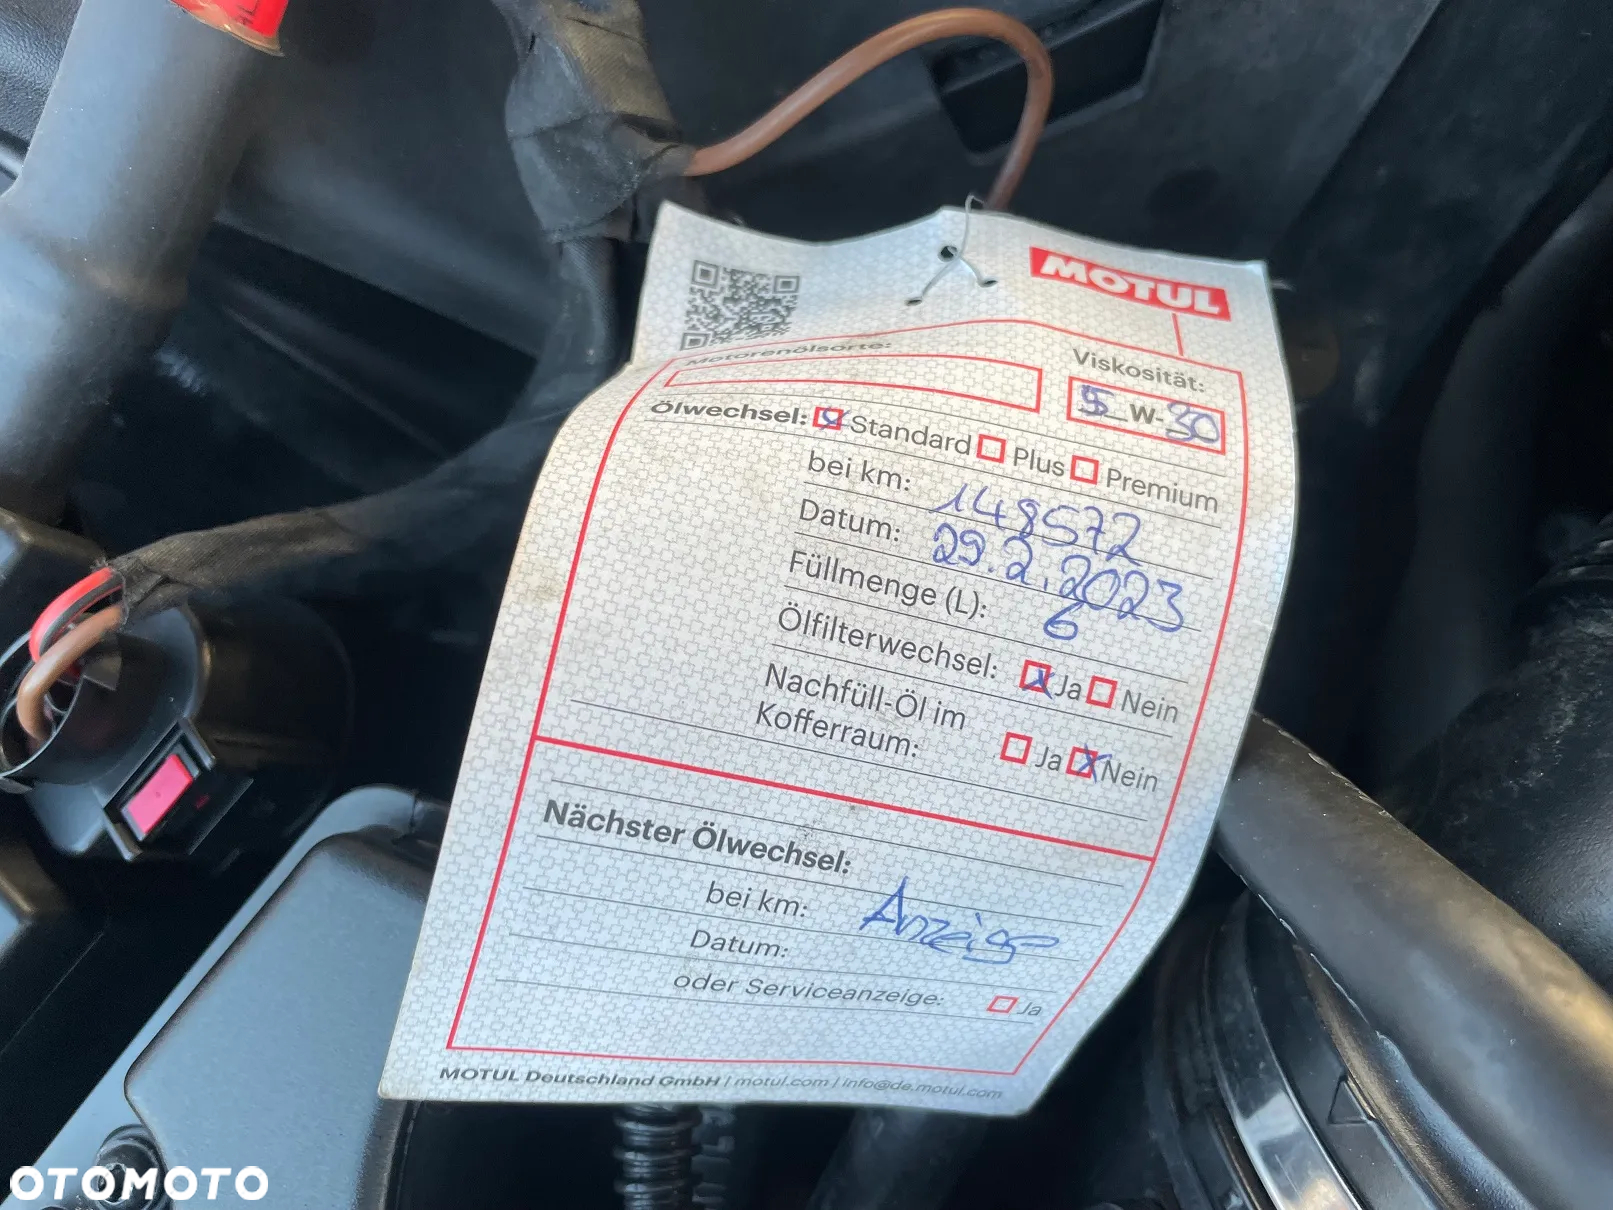 MOTUL
Motorenölsorte:
Viskosität:
5 W-30
Ölwechsel: Standard Plus Premium
bei km: 148572
Datum: 29.2.2023
Füllmenge (L): 6
Ölfilterwechsel: Ja Nein
Nachfüll-Öl im
Kofferraum: Ja Nein
Nächster Ölwechsel:
bei km: Anzeige
Datum:
oder Serviceanzeige: Ja
MOTUL Deutschland GmbH | motul.com | info@de.motul.com
OTOMOTO